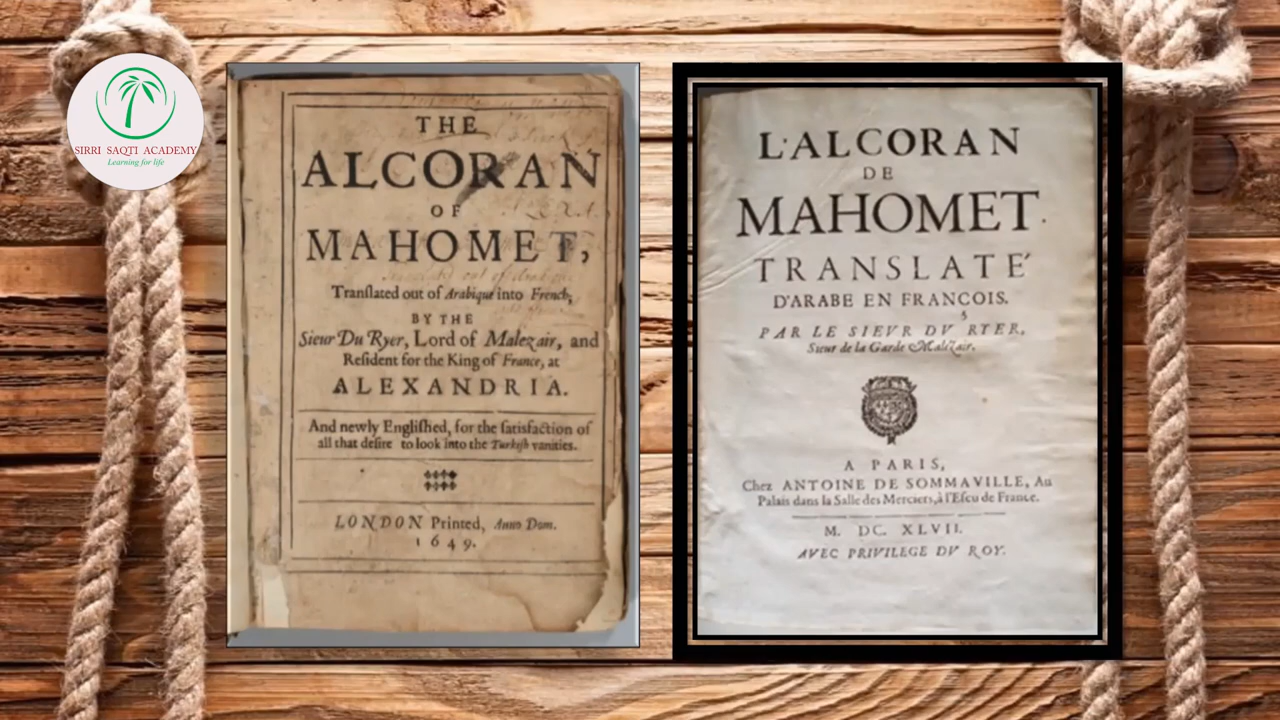 SIRRI SAQTI ACADEMY
Learning for life
THE
ALCORAN
OF
MAHOMET,
Tranſlated out of Arabique into French;
BY THE
Sieur Du Ryer, Lord of Malezair, and
Reſident for the King of France, at
ALEXANDRIA.
And newly Engliſhed, for the ſatisfaction of
all that deſire to look into the Turkiſh vanities.
LONDON Printed, Anno Dom.
1649.
L'ALCORAN
DE
MAHOMET.
TRANSLATÉ
D'ARABE EN FRANCOIS.
PAR LE SIEVR DV RYER,
Sieur de la Garde Malezair.
A PARIS,
Chez ANTOINE DE SOMMAVILLE, Au
Palais dans la Salle des Merciers, à l'Eſcu de France.
M. DC. XLVII.
AVEC PRIVILEGE DV ROY.